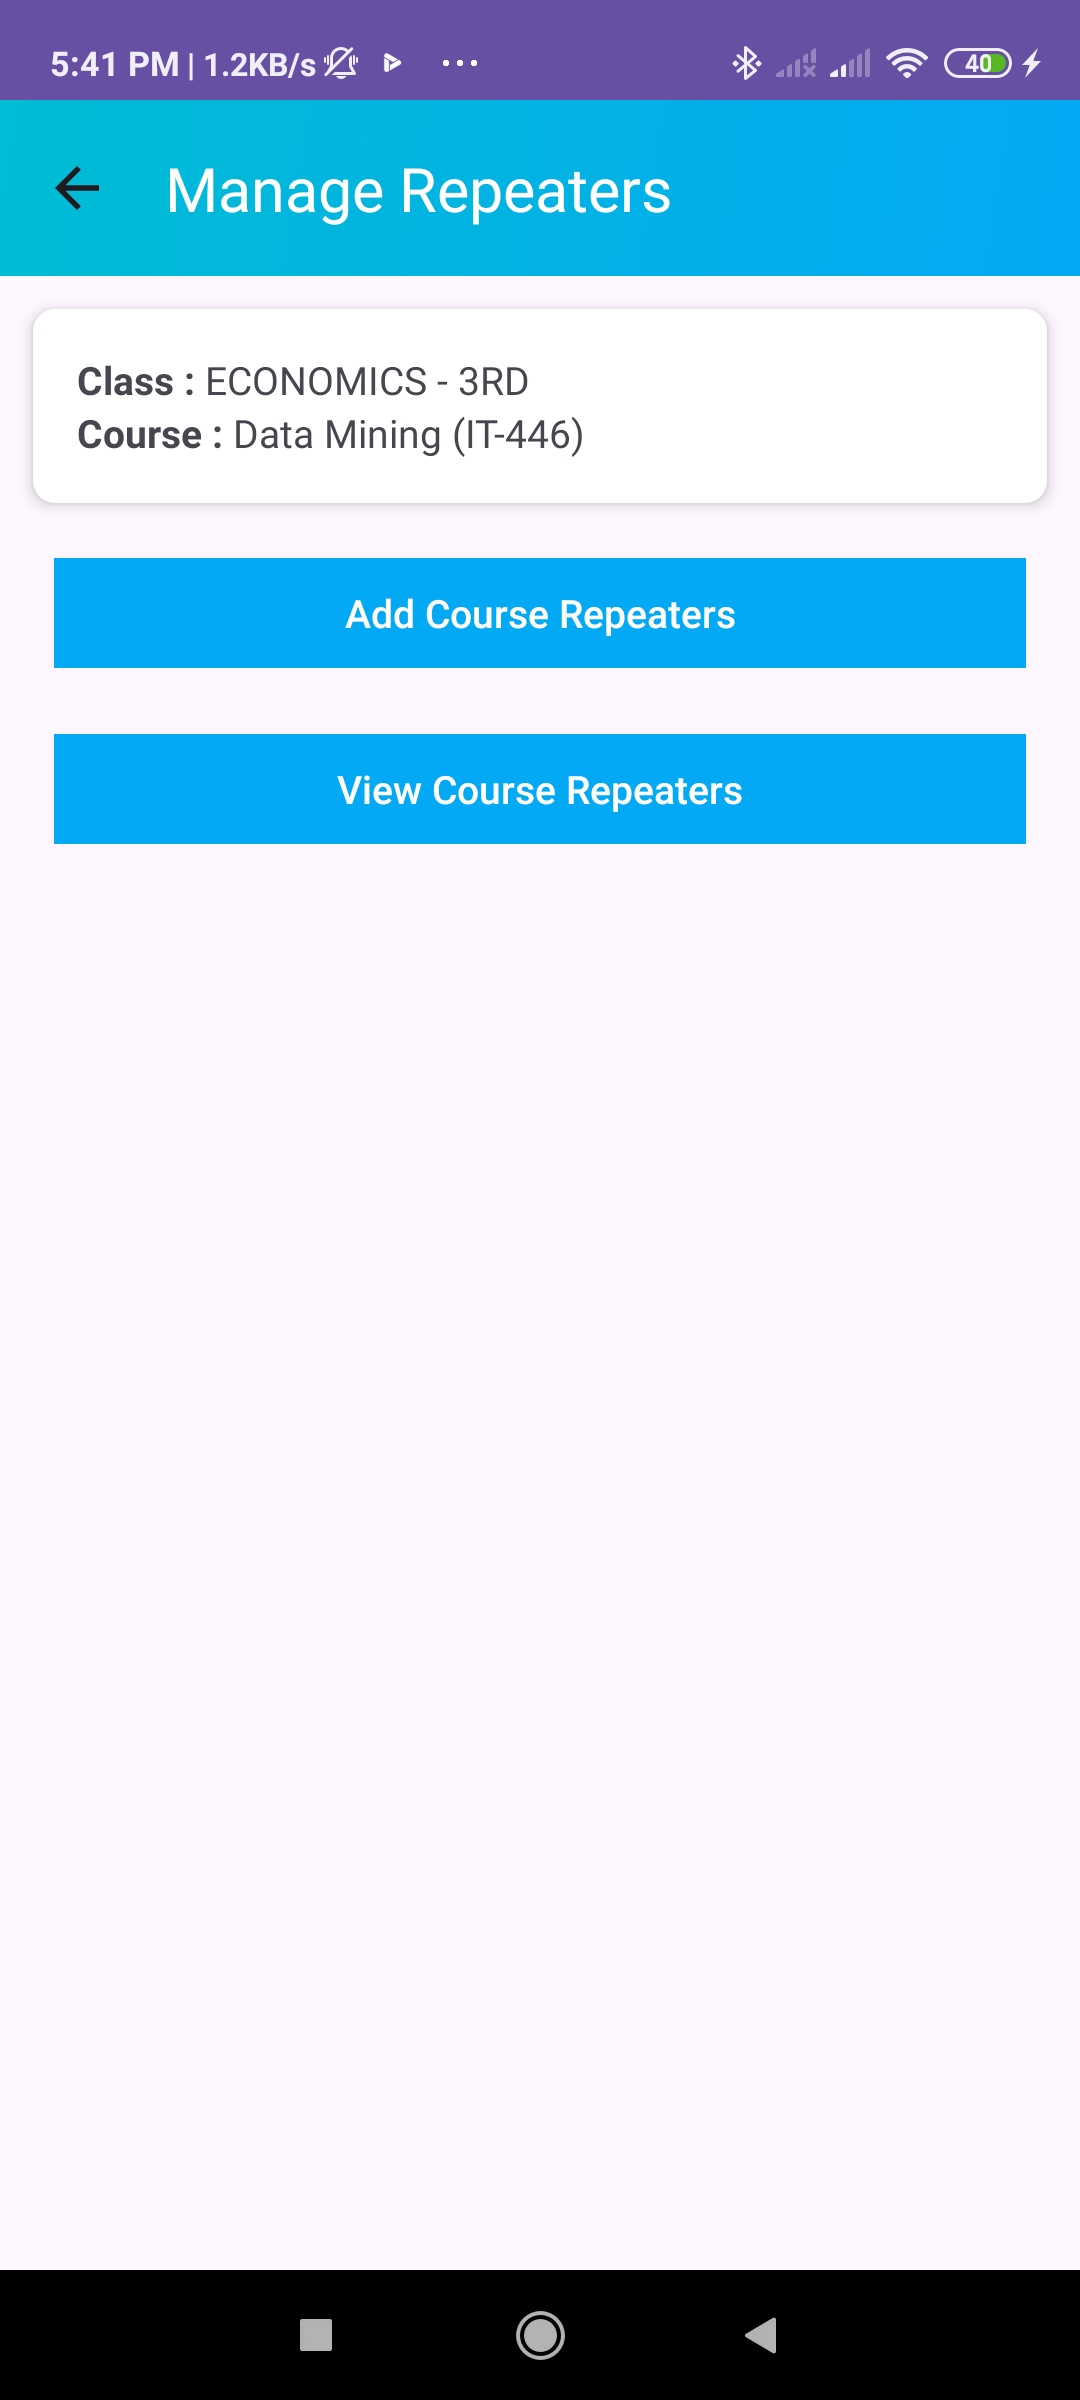 5:41 PM | 1.2KB/s ... 40
Manage Repeaters
Class : ECONOMICS - 3RD
Course : Data Mining (IT-446)
Add Course Repeaters
View Course Repeaters